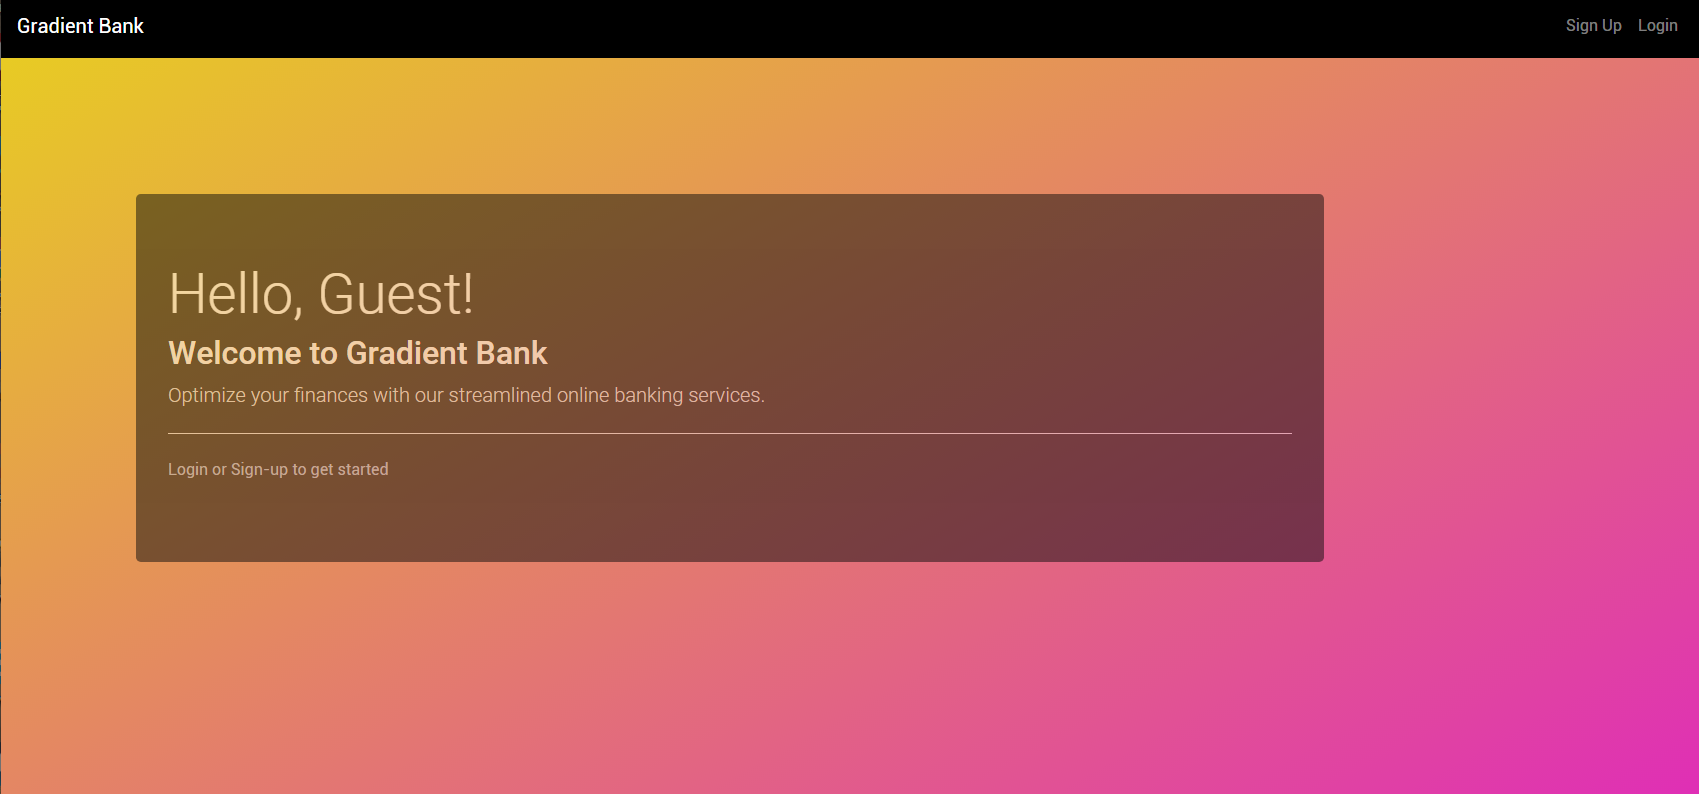 Gradient Bank
Sign Up Login
Hello, Guest!
Welcome to Gradient Bank
Optimize your finances with our streamlined online banking services.
Login or Sign-up to get started